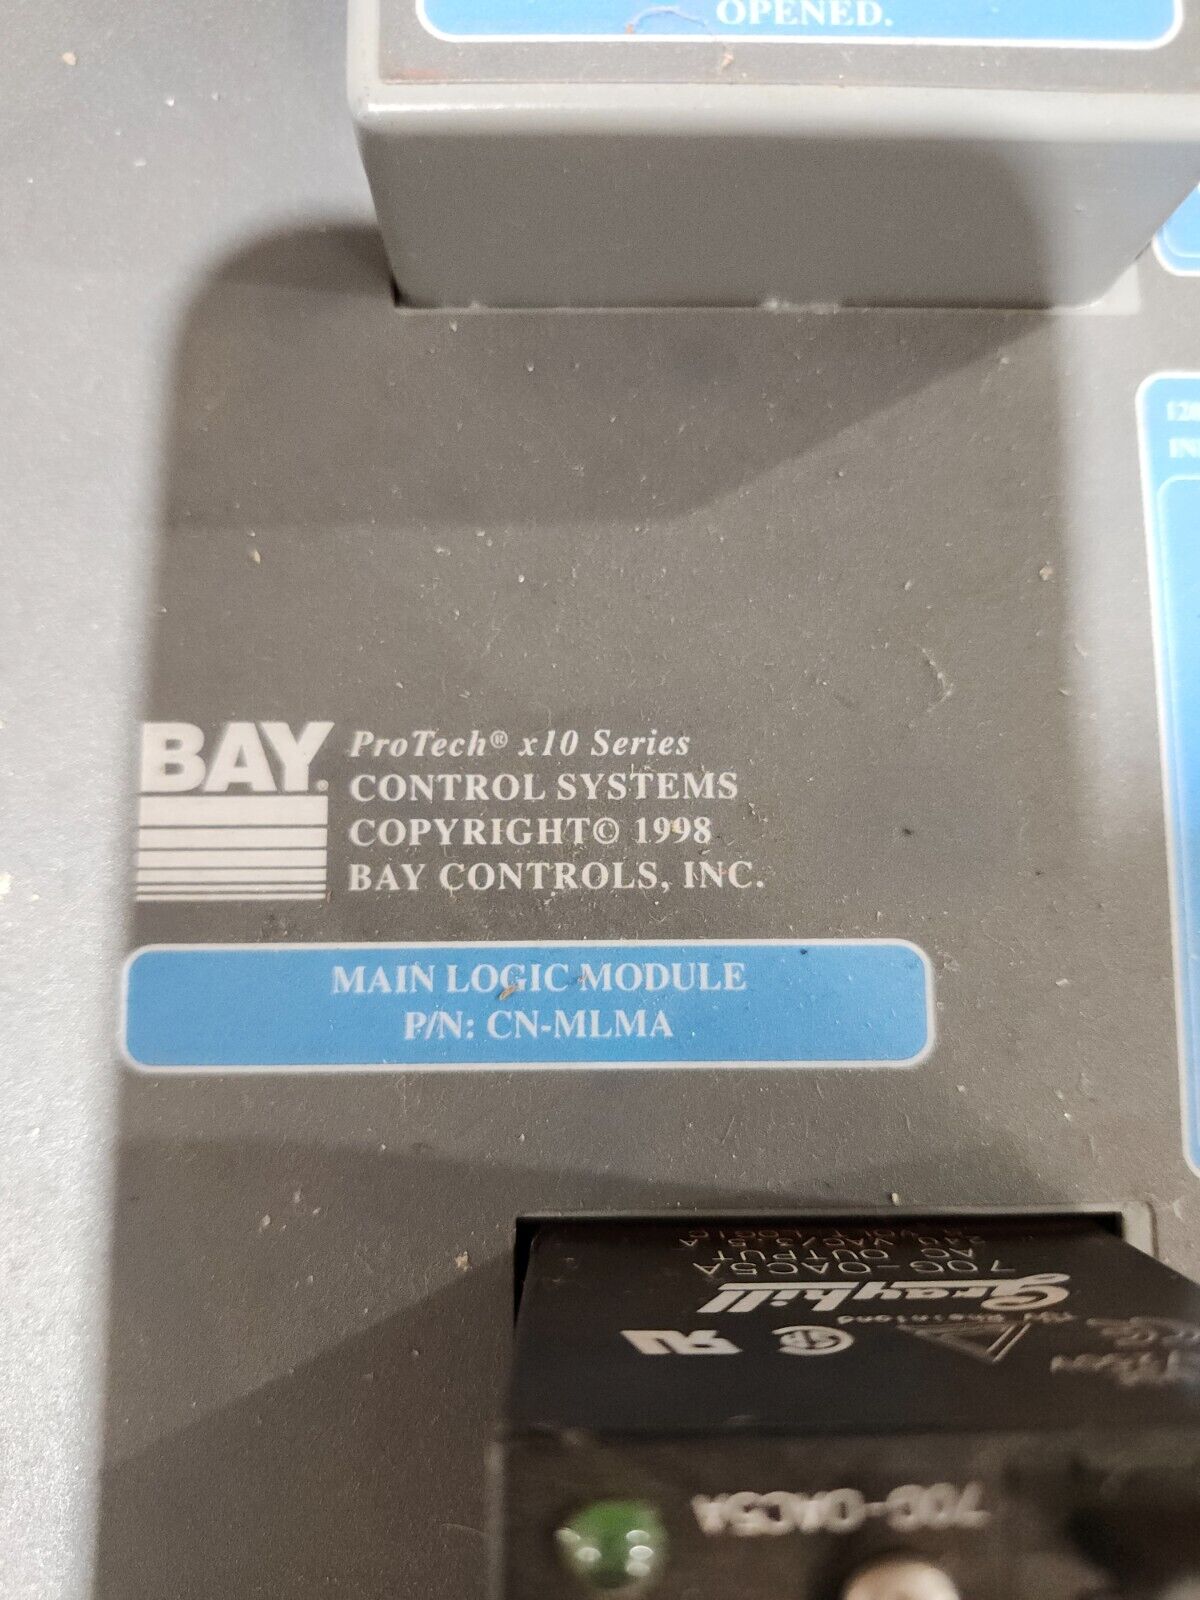 OPENED.
BAY®
ProTech® x10 Series
CONTROL SYSTEMS
COPYRIGHT© 1998
BAY CONTROLS, INC.
MAIN LOGIC MODULE
P/N: CN-MLMA
70G-OAC5A
AC OUTPUT
Grayhill
70G-OAC5A